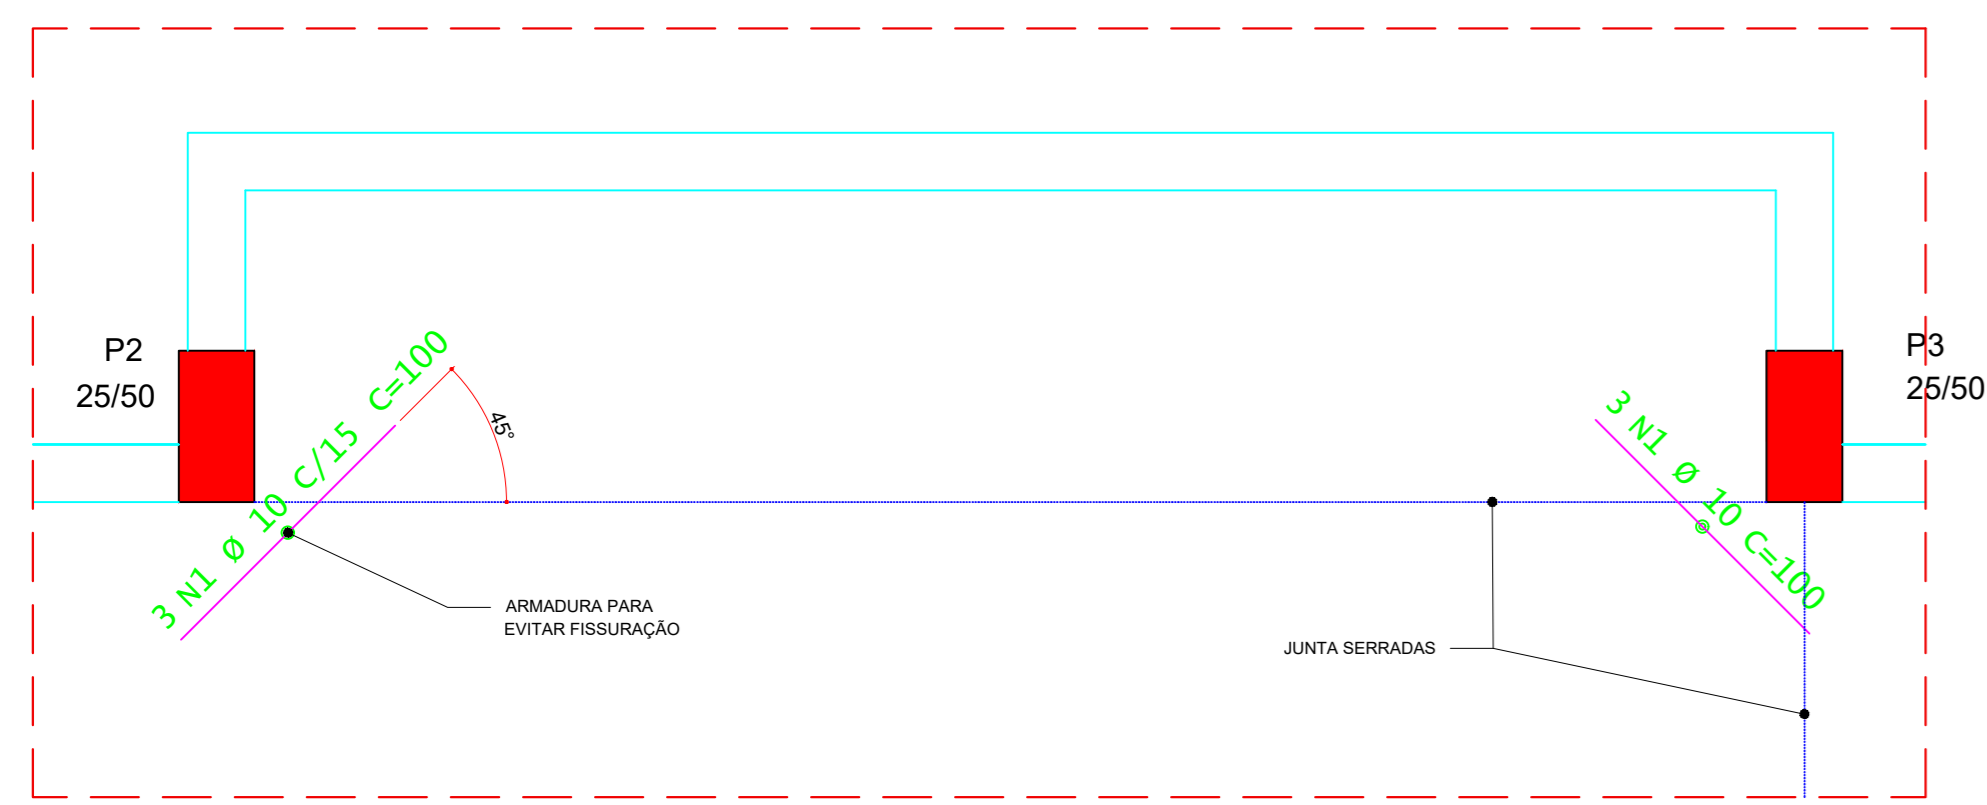 P2
25/50
3 N1 Ø 10 C/15 C=100
45°
ARMADURA PARA
EVITAR FISSURAÇÃO
P3
25/50
3 N1 Ø 10 C=100
JUNTA SERRADAS